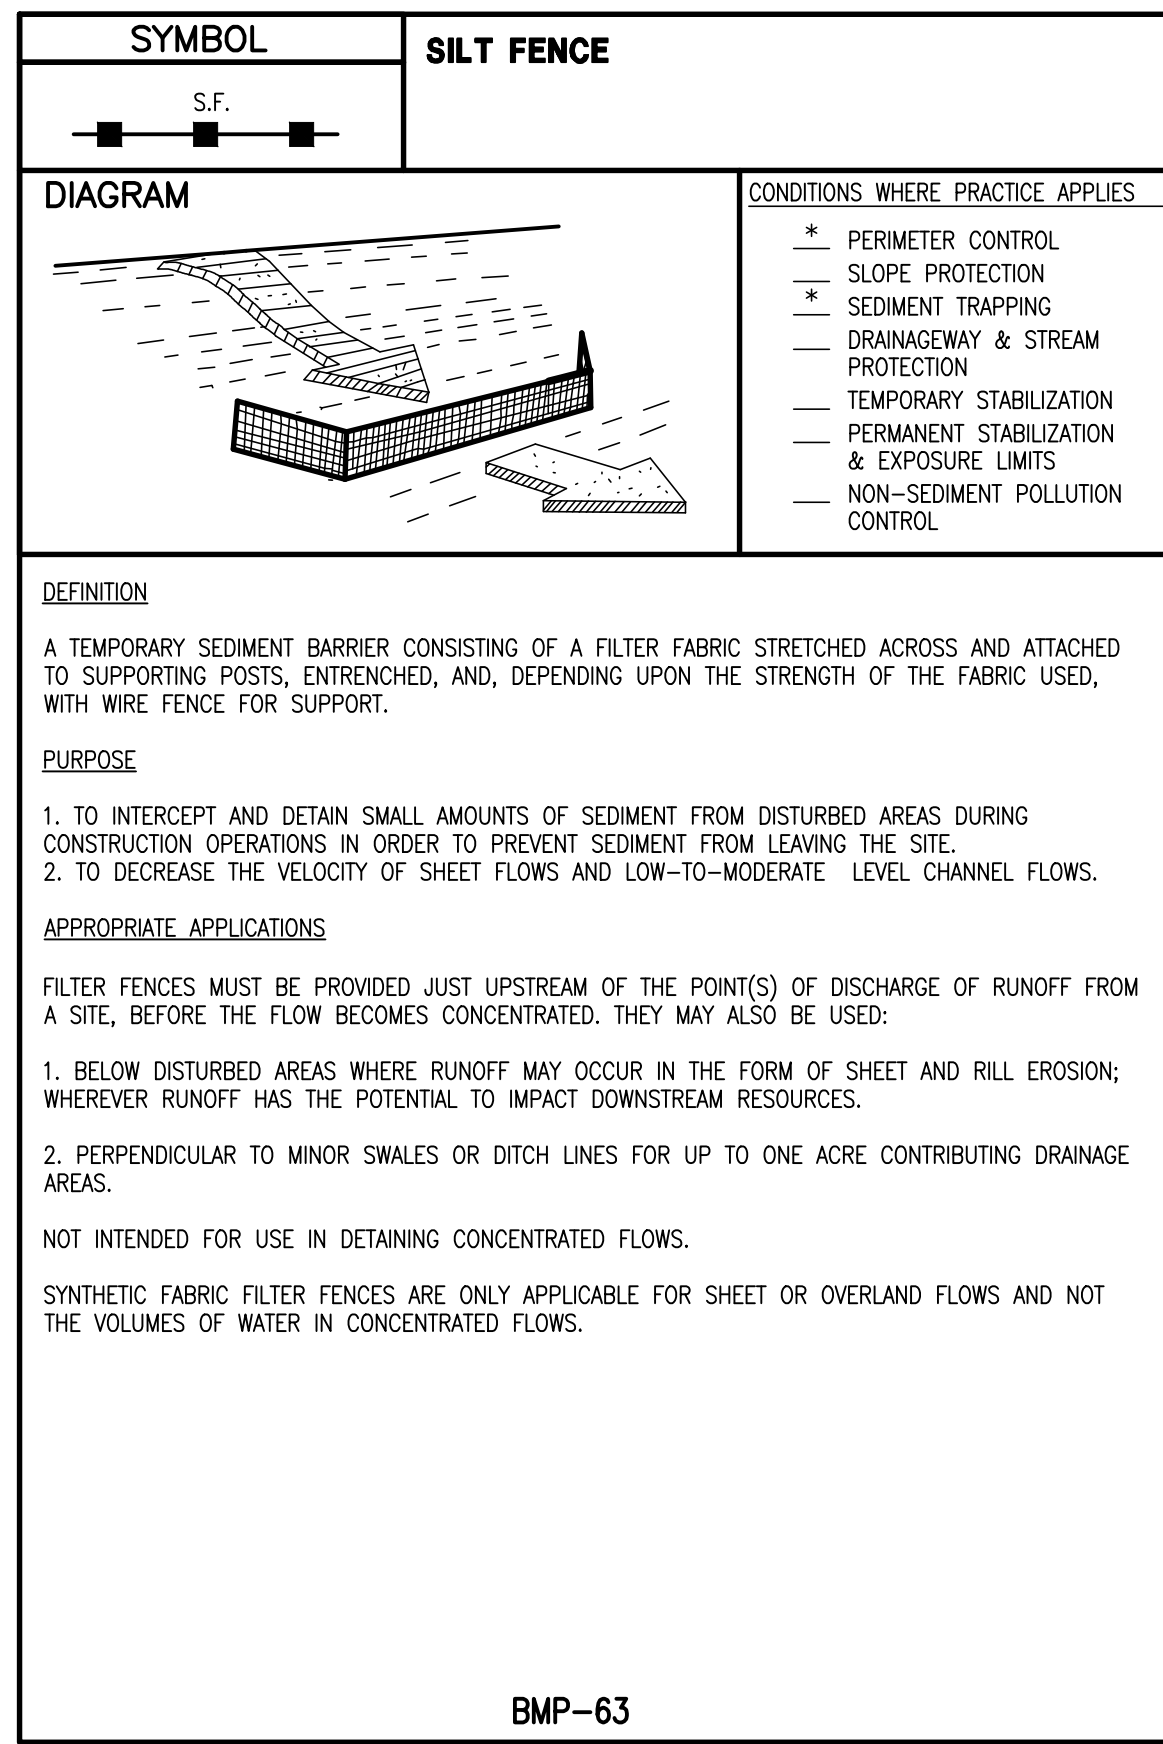 SYMBOL
SILT FENCE
S.F.
DIAGRAM
CONDITIONS WHERE PRACTICE APPLIES
* PERIMETER CONTROL
__ SLOPE PROTECTION
* SEDIMENT TRAPPING
__ DRAINAGEWAY & STREAM
PROTECTION
__ TEMPORARY STABILIZATION
__ PERMANENT STABILIZATION
& EXPOSURE LIMITS
__ NON-SEDIMENT POLLUTION
CONTROL
DEFINITION
A TEMPORARY SEDIMENT BARRIER CONSISTING OF A FILTER FABRIC STRETCHED ACROSS AND ATTACHED
TO SUPPORTING POSTS, ENTRENCHED, AND, DEPENDING UPON THE STRENGTH OF THE FABRIC USED,
WITH WIRE FENCE FOR SUPPORT.
PURPOSE
1. TO INTERCEPT AND DETAIN SMALL AMOUNTS OF SEDIMENT FROM DISTURBED AREAS DURING
CONSTRUCTION OPERATIONS IN ORDER TO PREVENT SEDIMENT FROM LEAVING THE SITE.
2. TO DECREASE THE VELOCITY OF SHEET FLOWS AND LOW-TO-MODERATE LEVEL CHANNEL FLOWS.
APPROPRIATE APPLICATIONS
FILTER FENCES MUST BE PROVIDED JUST UPSTREAM OF THE POINT(S) OF DISCHARGE OF RUNOFF FROM
A SITE, BEFORE THE FLOW BECOMES CONCENTRATED. THEY MAY ALSO BE USED:
1. BELOW DISTURBED AREAS WHERE RUNOFF MAY OCCUR IN THE FORM OF SHEET AND RILL EROSION;
WHEREVER RUNOFF HAS THE POTENTIAL TO IMPACT DOWNSTREAM RESOURCES.
2. PERPENDICULAR TO MINOR SWALES OR DITCH LINES FOR UP TO ONE ACRE CONTRIBUTING DRAINAGE
AREAS.
NOT INTENDED FOR USE IN DETAINING CONCENTRATED FLOWS.
SYNTHETIC FABRIC FILTER FENCES ARE ONLY APPLICABLE FOR SHEET OR OVERLAND FLOWS AND NOT
THE VOLUMES OF WATER IN CONCENTRATED FLOWS.
BMP-63